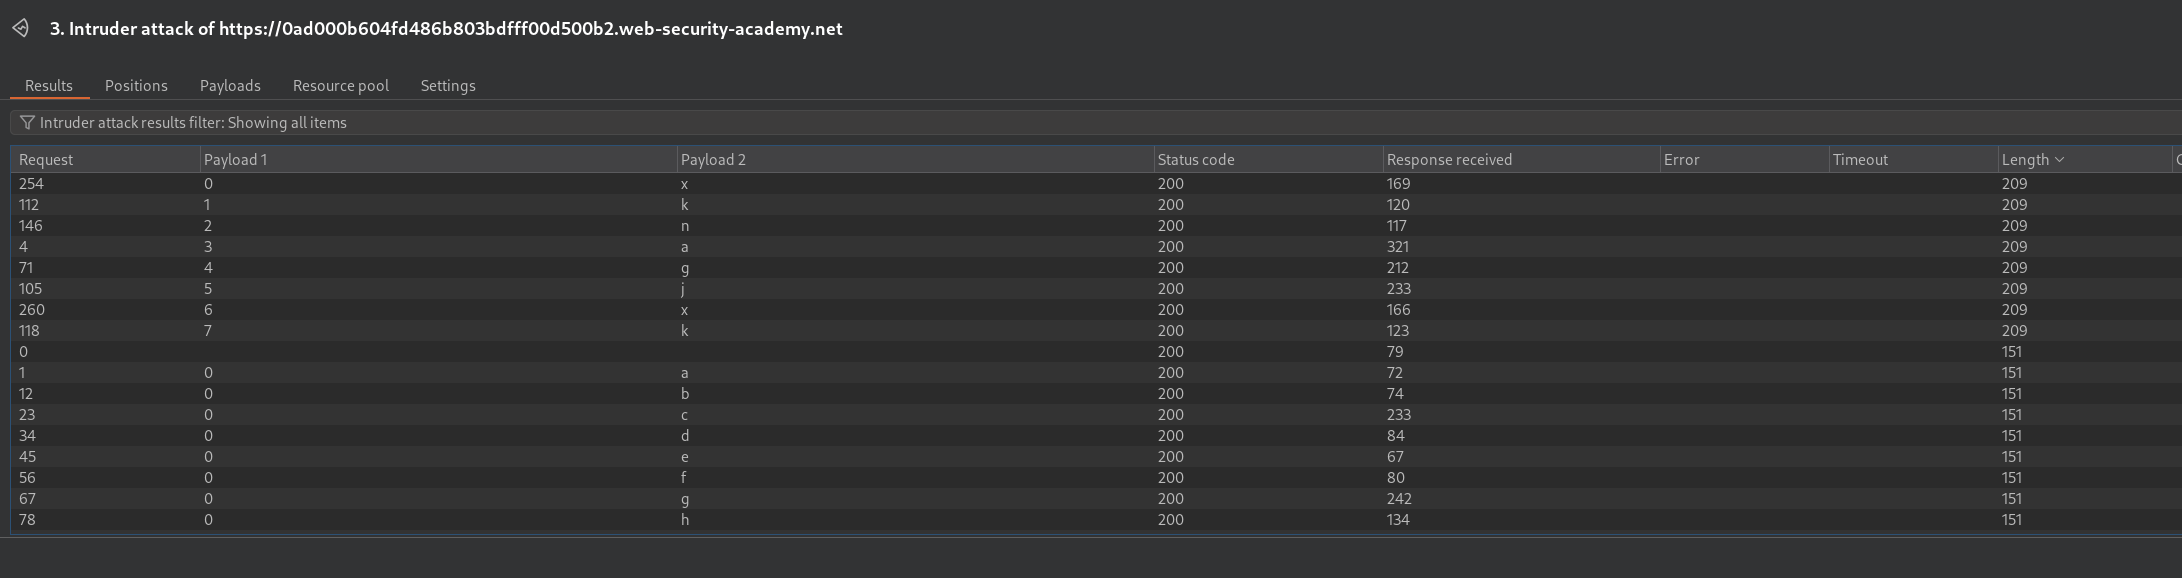 3. Intruder attack of https://0ad000b604fd486b803bdfff00d500b2.web-security-academy.net
Results Positions Payloads Resource pool Settings
Intruder attack results filter: Showing all items
Request Payload 1 Payload 2 Status code Response received Error Timeout Length
254 0 x 200 169 209
112 1 k 200 120 209
146 2 n 200 117 209
4 3 a 200 321 209
71 4 g 200 212 209
105 5 j 200 233 209
260 6 x 200 166 209
118 7 k 200 123 209
0 200 79 151
1 0 a 200 72 151
12 0 b 200 74 151
23 0 c 200 233 151
34 0 d 200 84 151
45 0 e 200 67 151
56 0 f 200 80 151
67 0 g 200 242 151
78 0 h 200 134 151